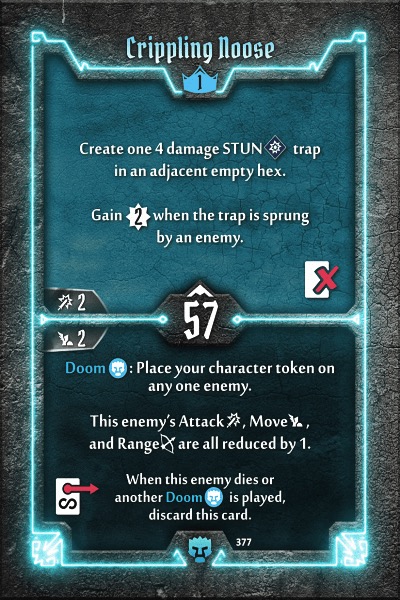 Crippling Noose
1
Create one 4 damage STUN trap
in an adjacent empty hex.
Gain 2 when the trap is sprung
by an enemy.
2
57
2
Doom : Place your character token on
any one enemy.
This enemy's Attack , Move ,
and Range are all reduced by 1.
When this enemy dies or
another Doom is played,
discard this card.
S
377